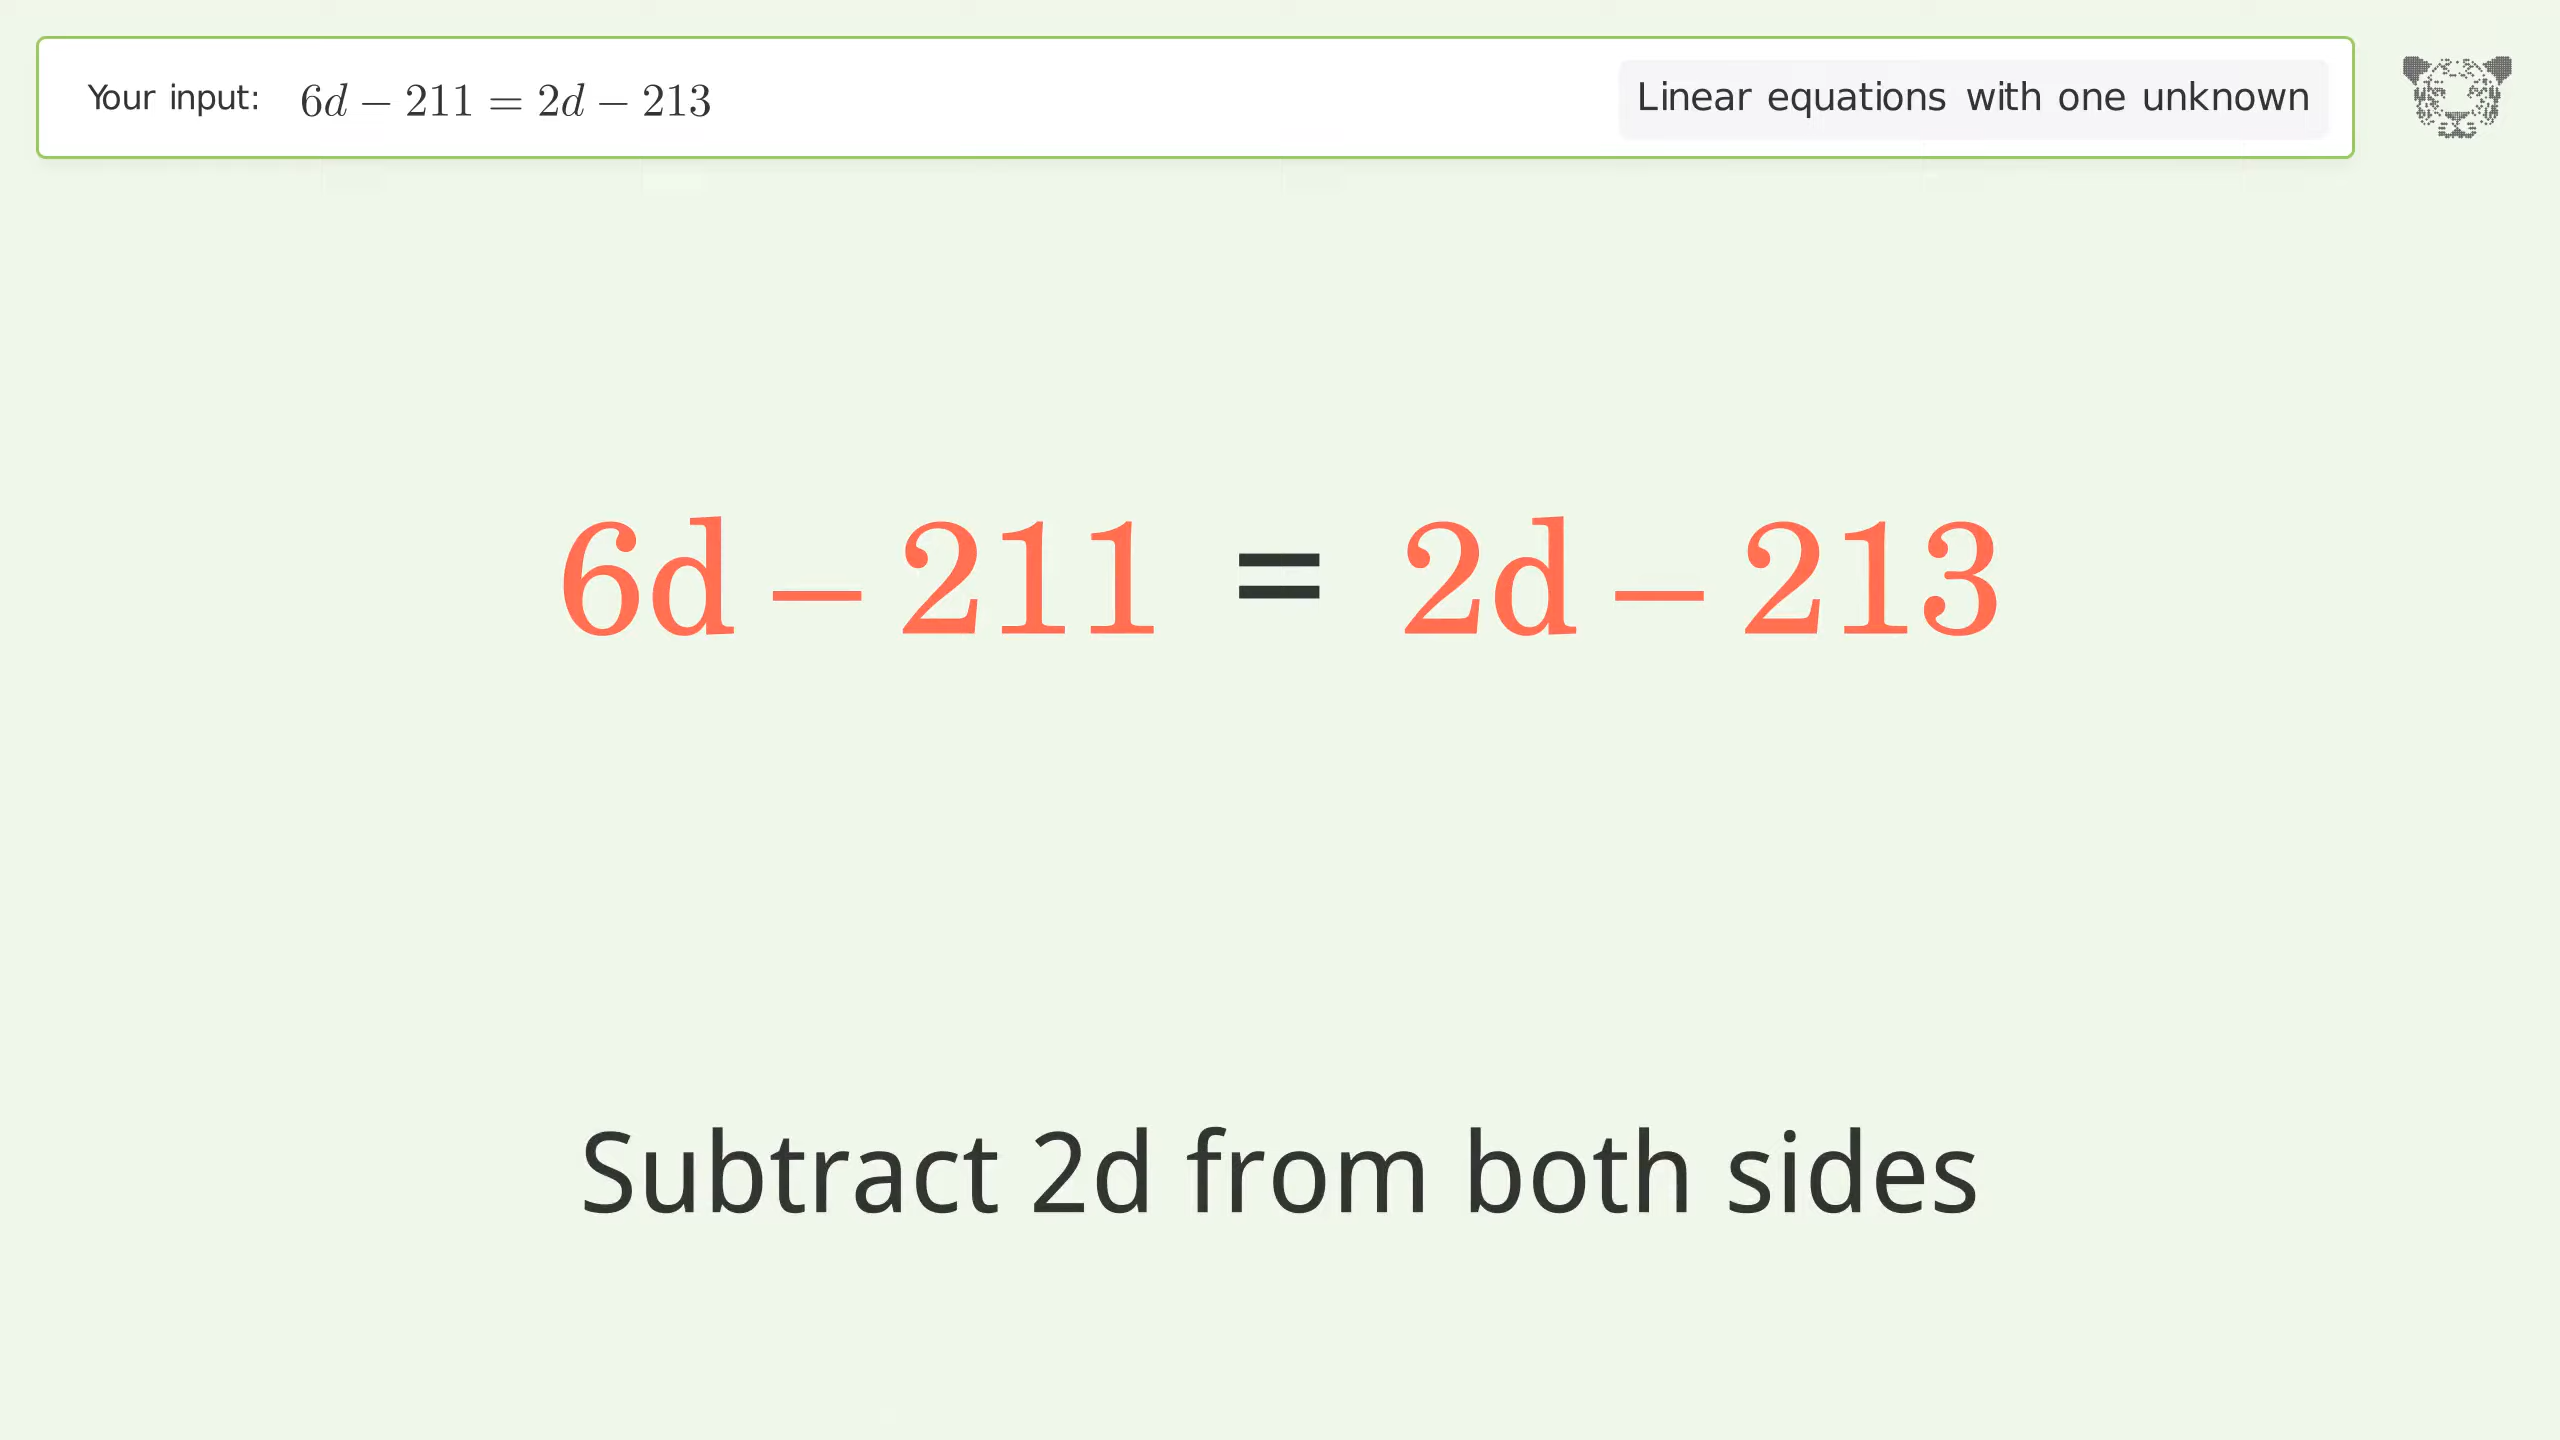 Your input: 6d − 211 = 2d − 213
Linear equations with one unknown
6d − 211 = 2d − 213
Subtract 2d from both sides